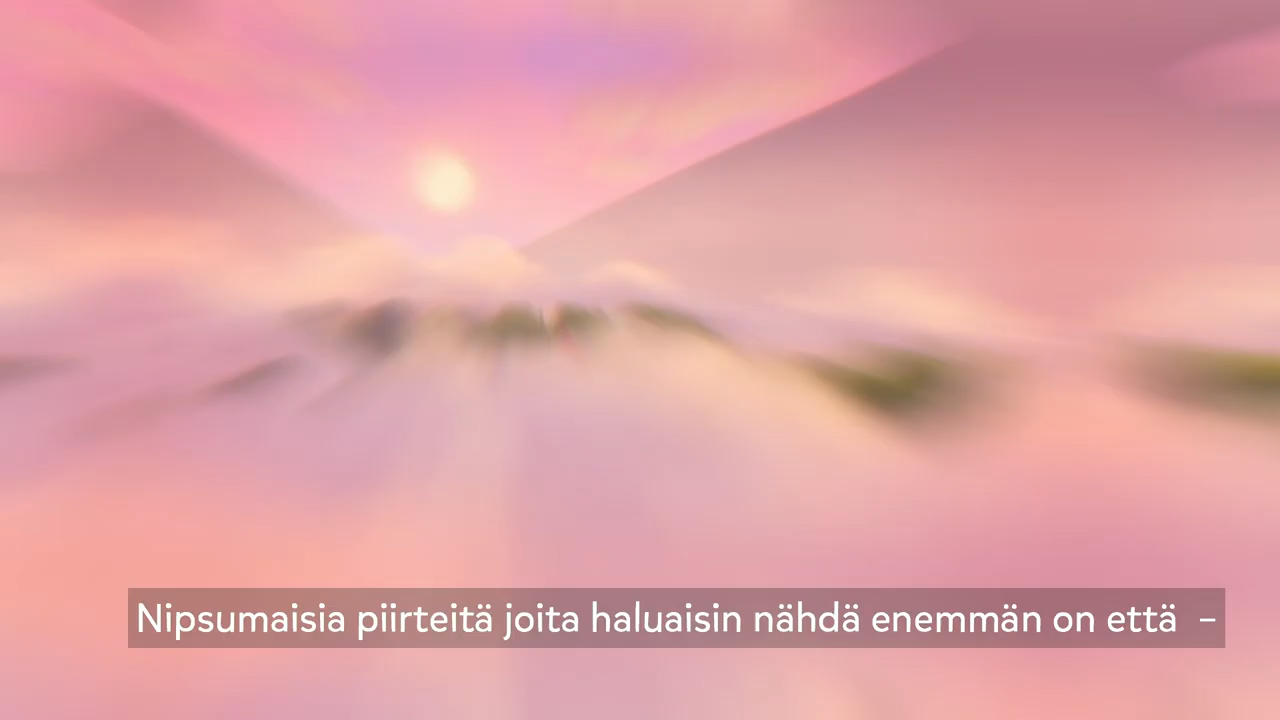 Nipsumaisia piirteitä joita haluaisin nähdä enemmän on että –